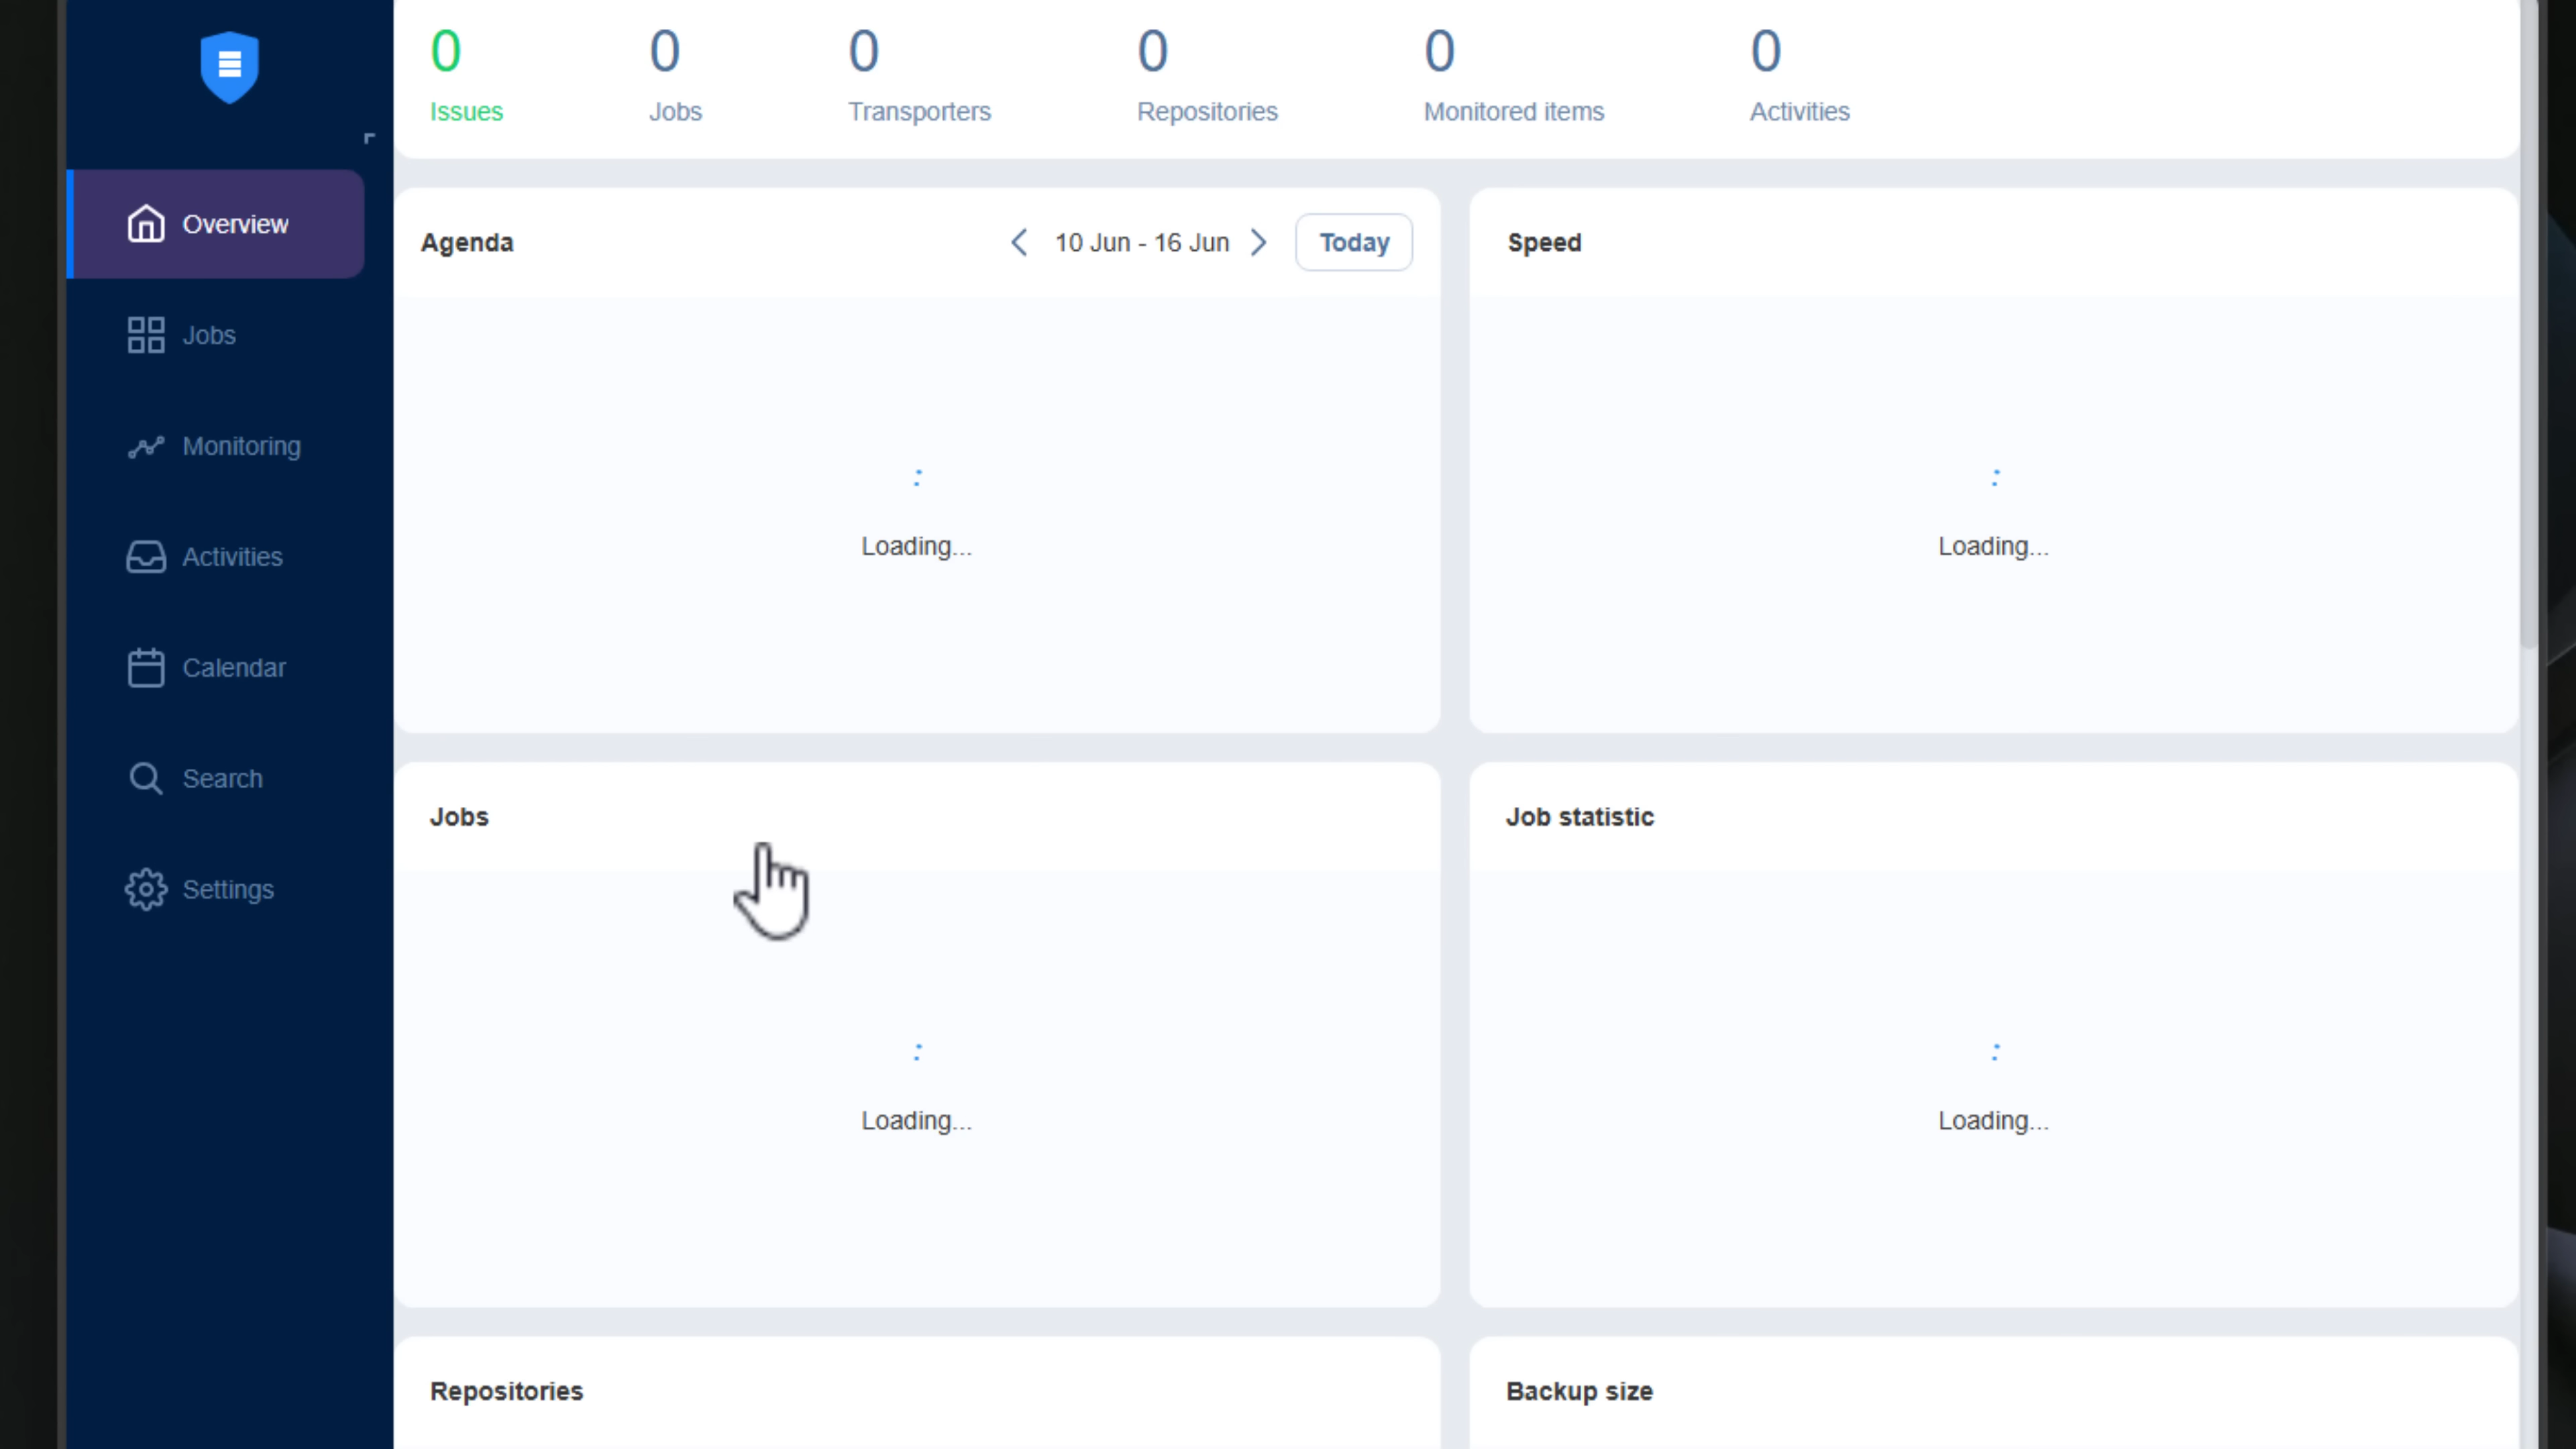 0 0 0 0 0 0
Issues Jobs Transporters Repositories Monitored items Activities
Overview
Jobs
Monitoring
Activities
Calendar
Search
Settings
Agenda 10 Jun - 16 Jun Today
Loading...
Speed
Loading...
Jobs
Loading...
Job statistic
Loading...
Repositories
Backup size